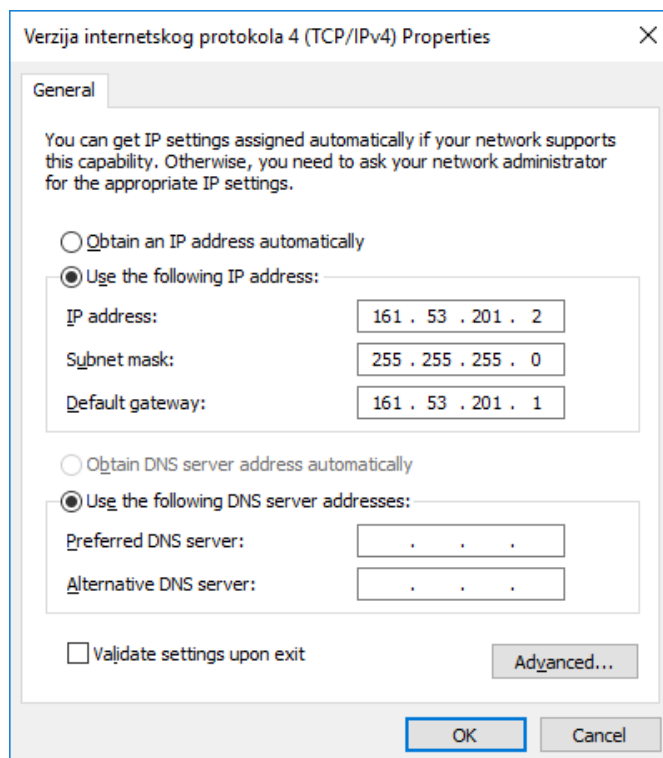 Verzija internetskog protokola 4 (TCP/IPv4) Properties
General
You can get IP settings assigned automatically if your network supports
this capability. Otherwise, you need to ask your network administrator
for the appropriate IP settings.
Obtain an IP address automatically
Use the following IP address:
IP address: 161 . 53 . 201 . 2
Subnet mask: 255 . 255 . 255 . 0
Default gateway: 161 . 53 . 201 . 1
Obtain DNS server address automatically
Use the following DNS server addresses:
Preferred DNS server: . . .
Alternative DNS server: . . .
Validate settings upon exit
Advanced...
OK Cancel